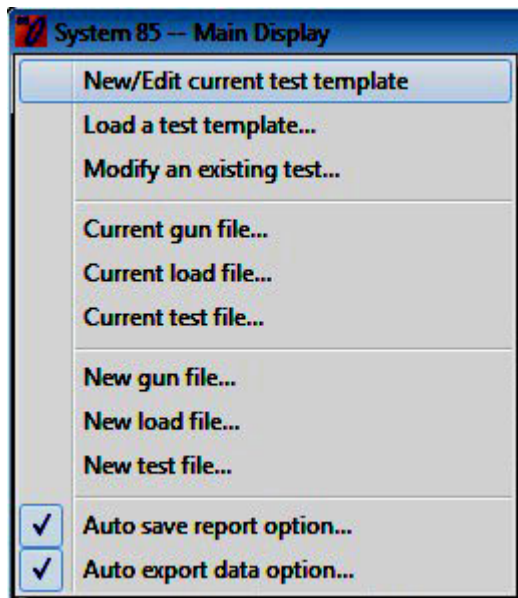 System 85 -- Main Display
New/Edit current test template
Load a test template...
Modify an existing test...
Current gun file...
Current load file...
Current test file...
New gun file...
New load file...
New test file...
Auto save report option...
Auto export data option...